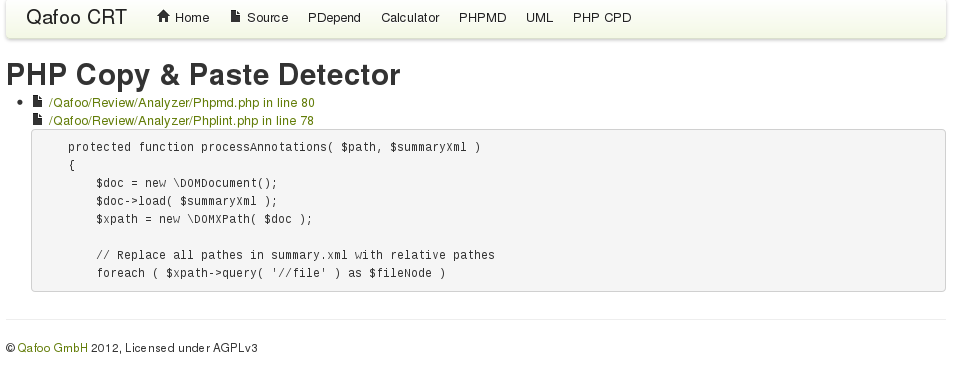 Qafoo CRT Home Source PDepend Calculator PHPMD UML PHP CPD
PHP Copy & Paste Detector
/Qafoo/Review/Analyzer/Phpmd.php in line 80
/Qafoo/Review/Analyzer/Phplint.php in line 78
protected function processAnnotations( $path, $summaryXml )
{
$doc = new \DOMDocument();
$doc->load( $summaryXml );
$xpath = new \DOMXPath( $doc );
// Replace all pathes in summary.xml with relative pathes
foreach ( $xpath->query( '//file' ) as $fileNode )
© Qafoo GmbH 2012, Licensed under AGPLv3